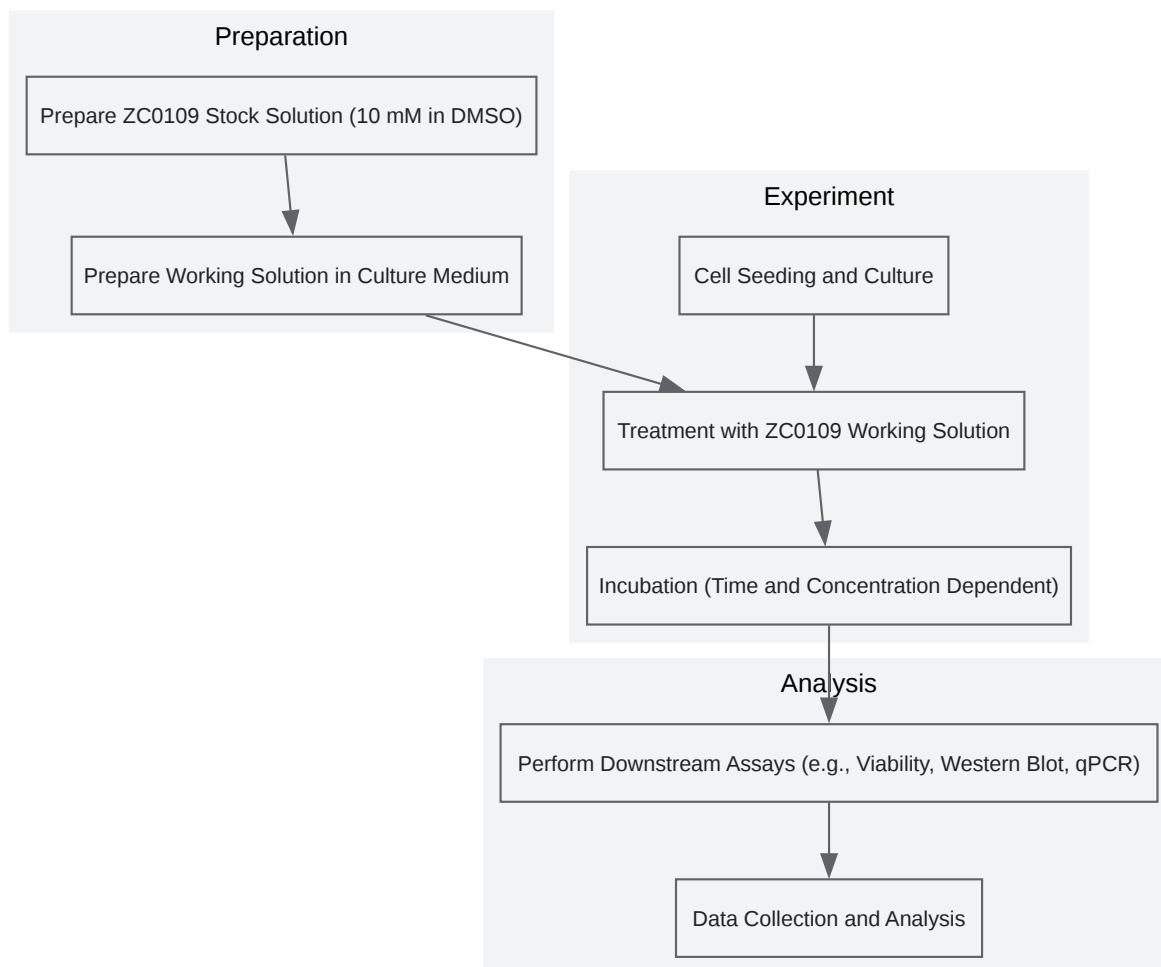 Preparation
Prepare ZC0109 Stock Solution (10 mM in DMSO)
Prepare Working Solution in Culture Medium
Experiment
Cell Seeding and Culture
Treatment with ZC0109 Working Solution
Incubation (Time and Concentration Dependent)
Analysis
Perform Downstream Assays (e.g., Viability, Western Blot, qPCR)
Data Collection and Analysis